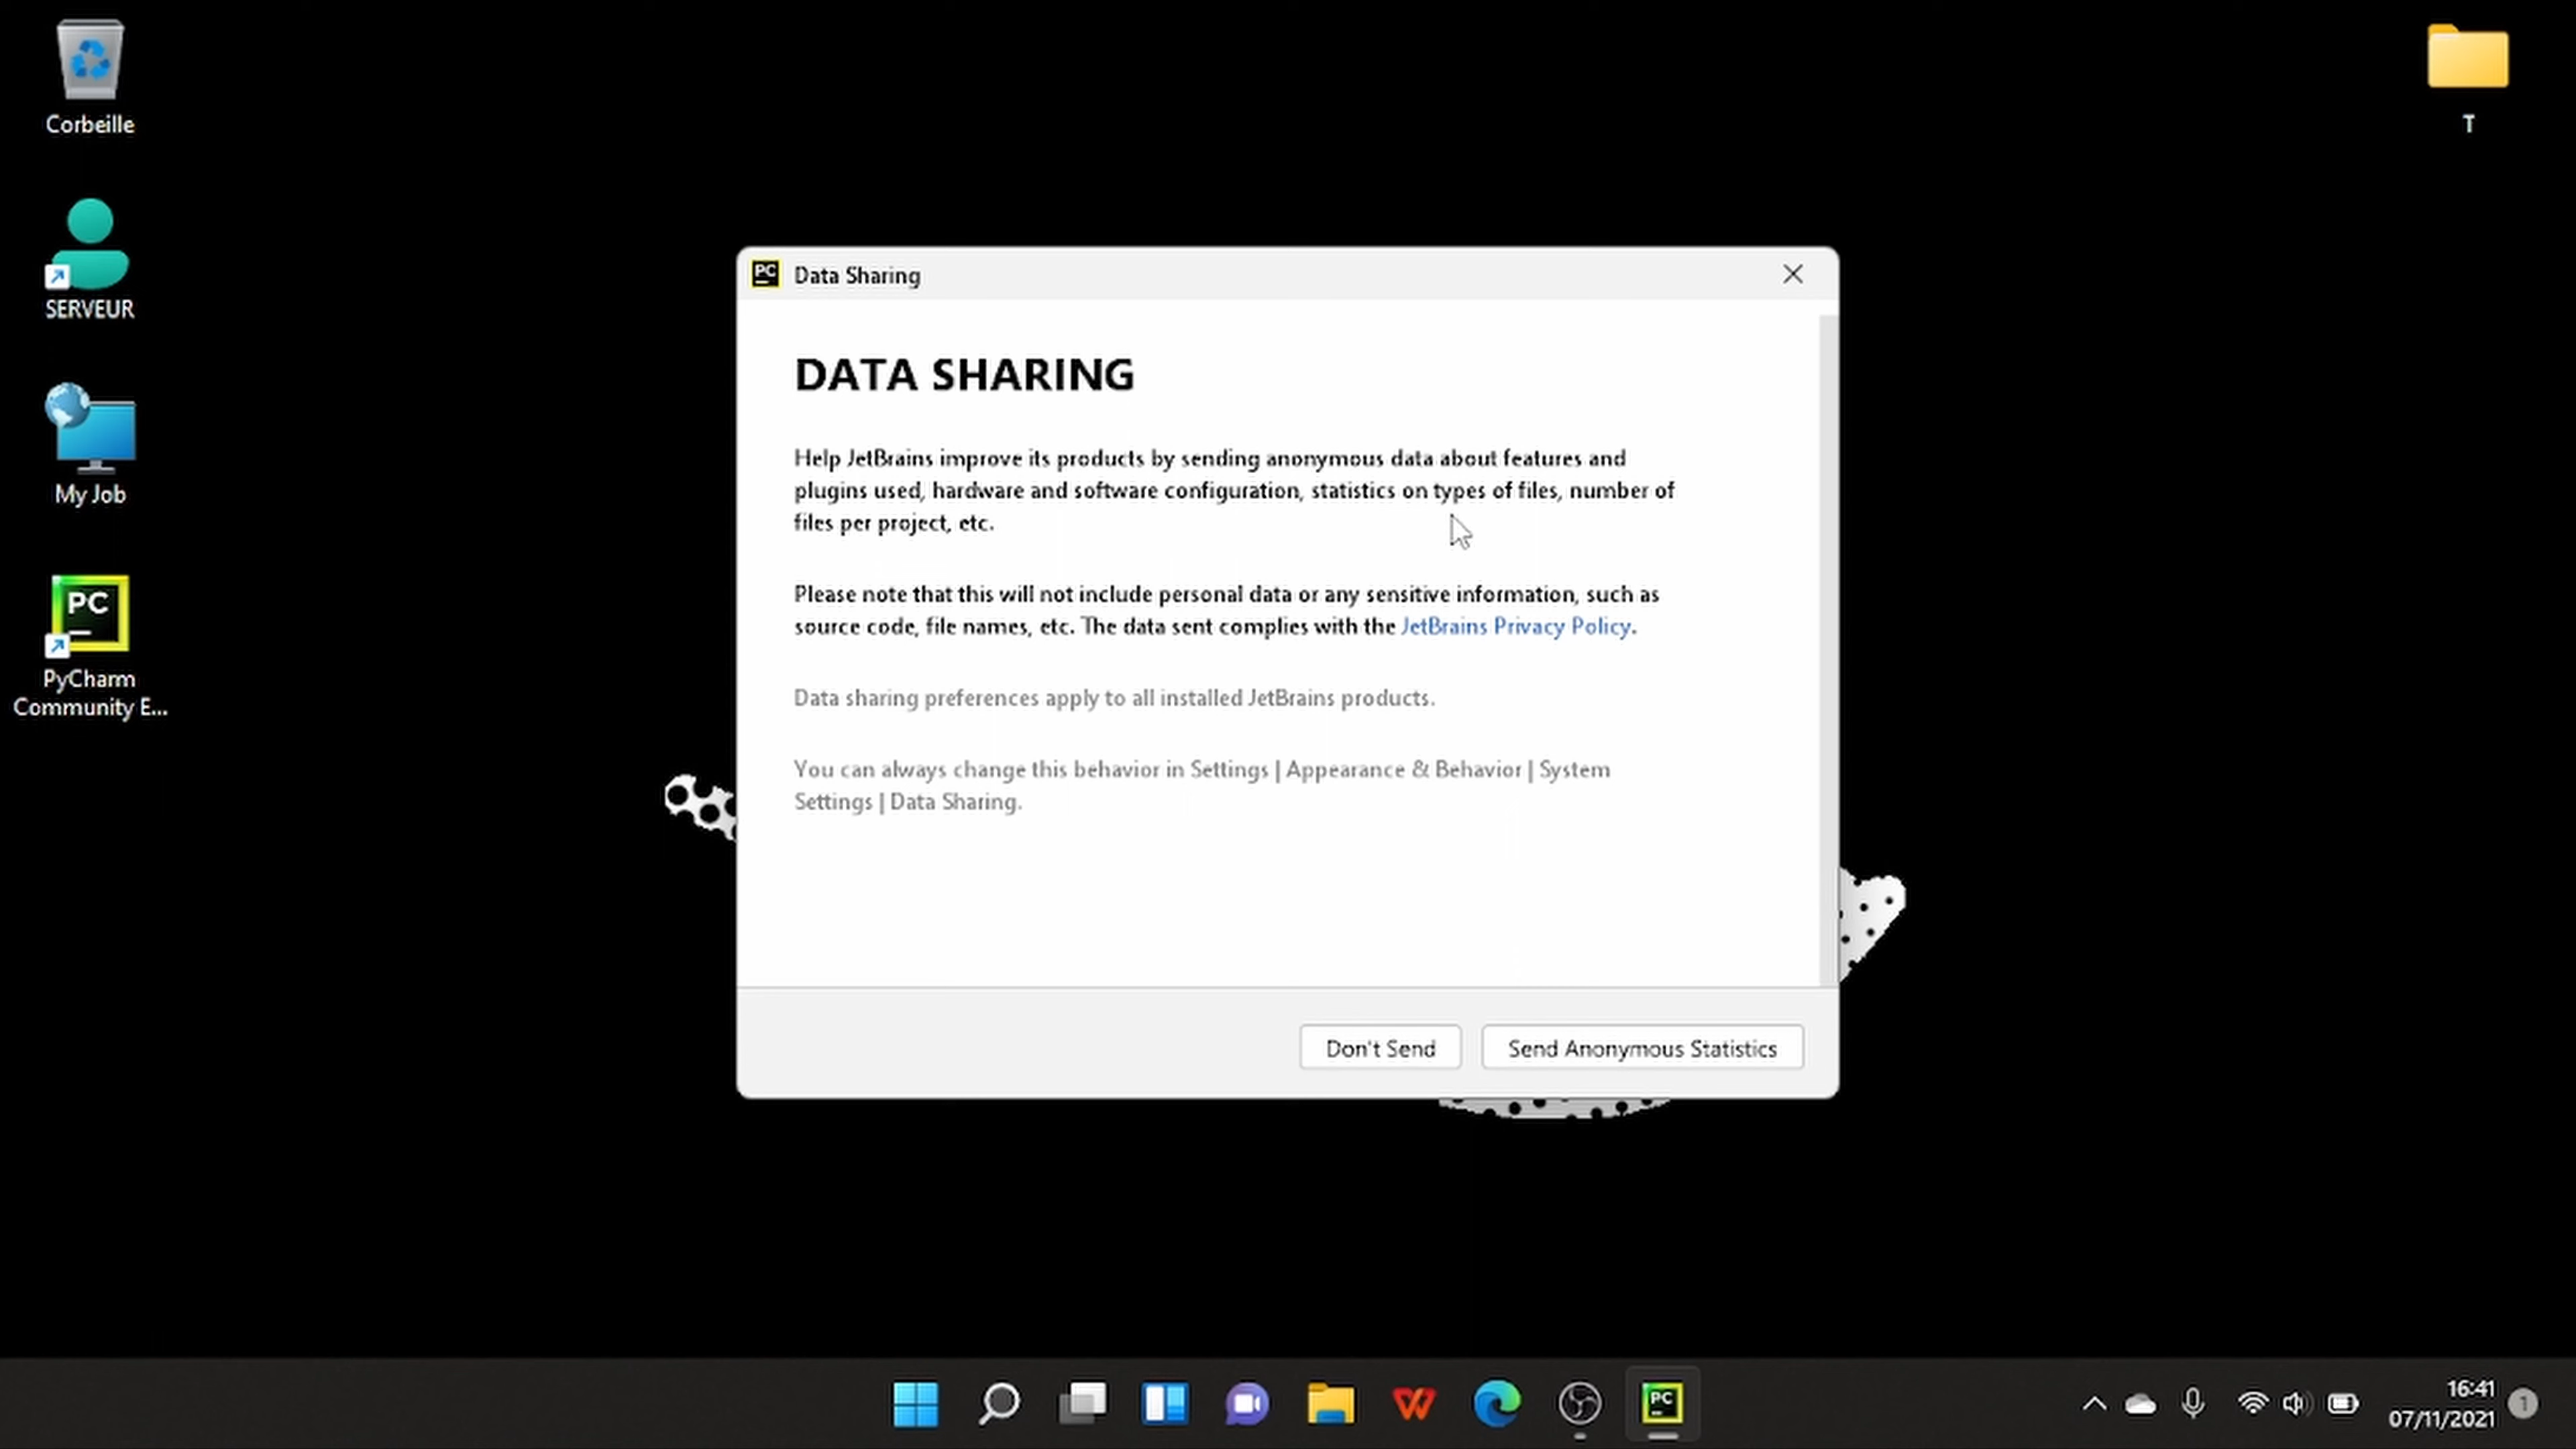 Corbeille
SERVEUR
My Job
PC
PyCharm
Community E...
T
PC
Data Sharing
DATA SHARING
Help JetBrains improve its products by sending anonymous data about features and
plugins used, hardware and software configuration, statistics on types of files, number of
files per project, etc.
Please note that this will not include personal data or any sensitive information, such as
source code, file names, etc. The data sent complies with the JetBrains Privacy Policy.
Data sharing preferences apply to all installed JetBrains products.
You can always change this behavior in Settings | Appearance & Behavior | System
Settings | Data Sharing.
Don't Send
Send Anonymous Statistics
PC
16:41
07/11/2021
1